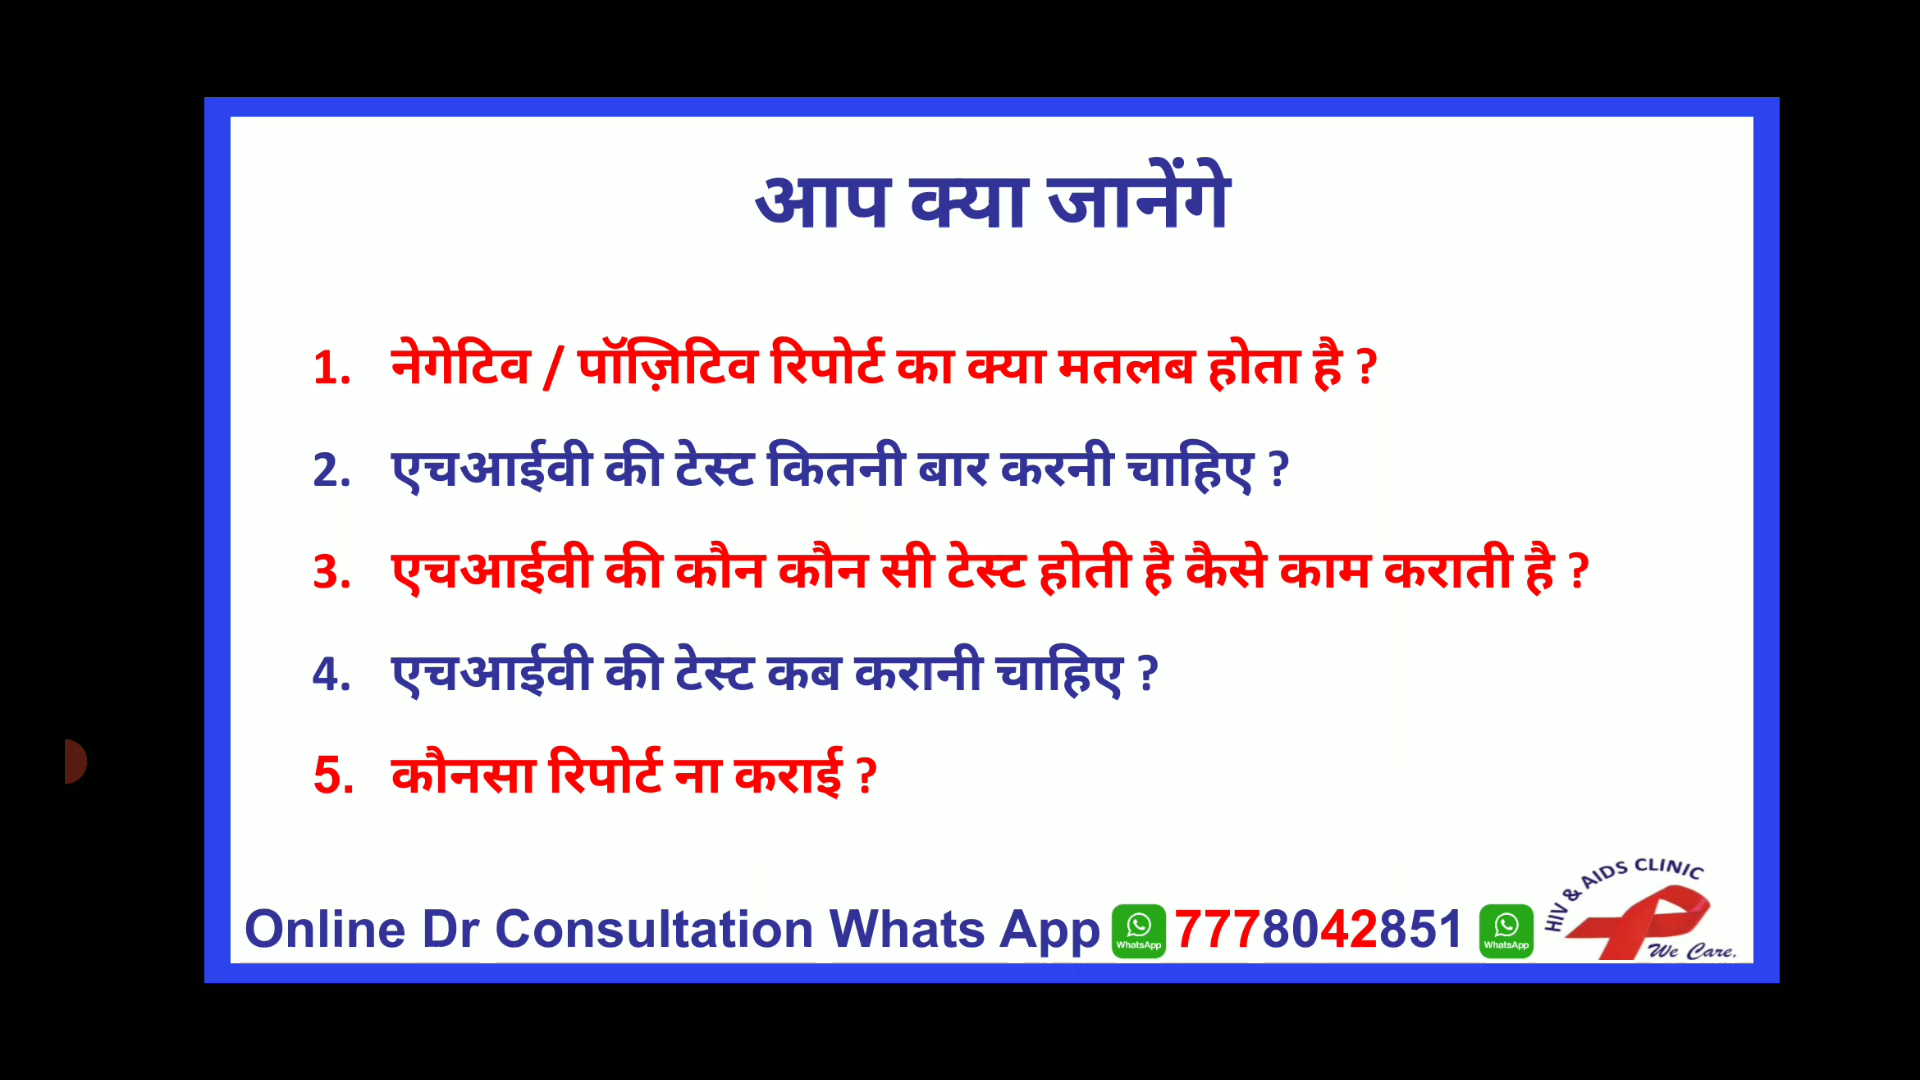 आप क्या जानेंगे
1. नेगेटिव / पॉज़िटिव रिपोर्ट का क्या मतलब होता है ?
2. एचआईवी की टेस्ट कितनी बार करनी चाहिए ?
3. एचआईवी की कौन कौन सी टेस्ट होती है कैसे काम कराती है ?
4. एचआईवी की टेस्ट कब करानी चाहिए ?
5. कौनसा रिपोर्ट ना कराई ?
HIV & AIDS CLINIC
Online Dr Consultation Whats App WhatsApp 7778042851 WhatsApp
We Care.